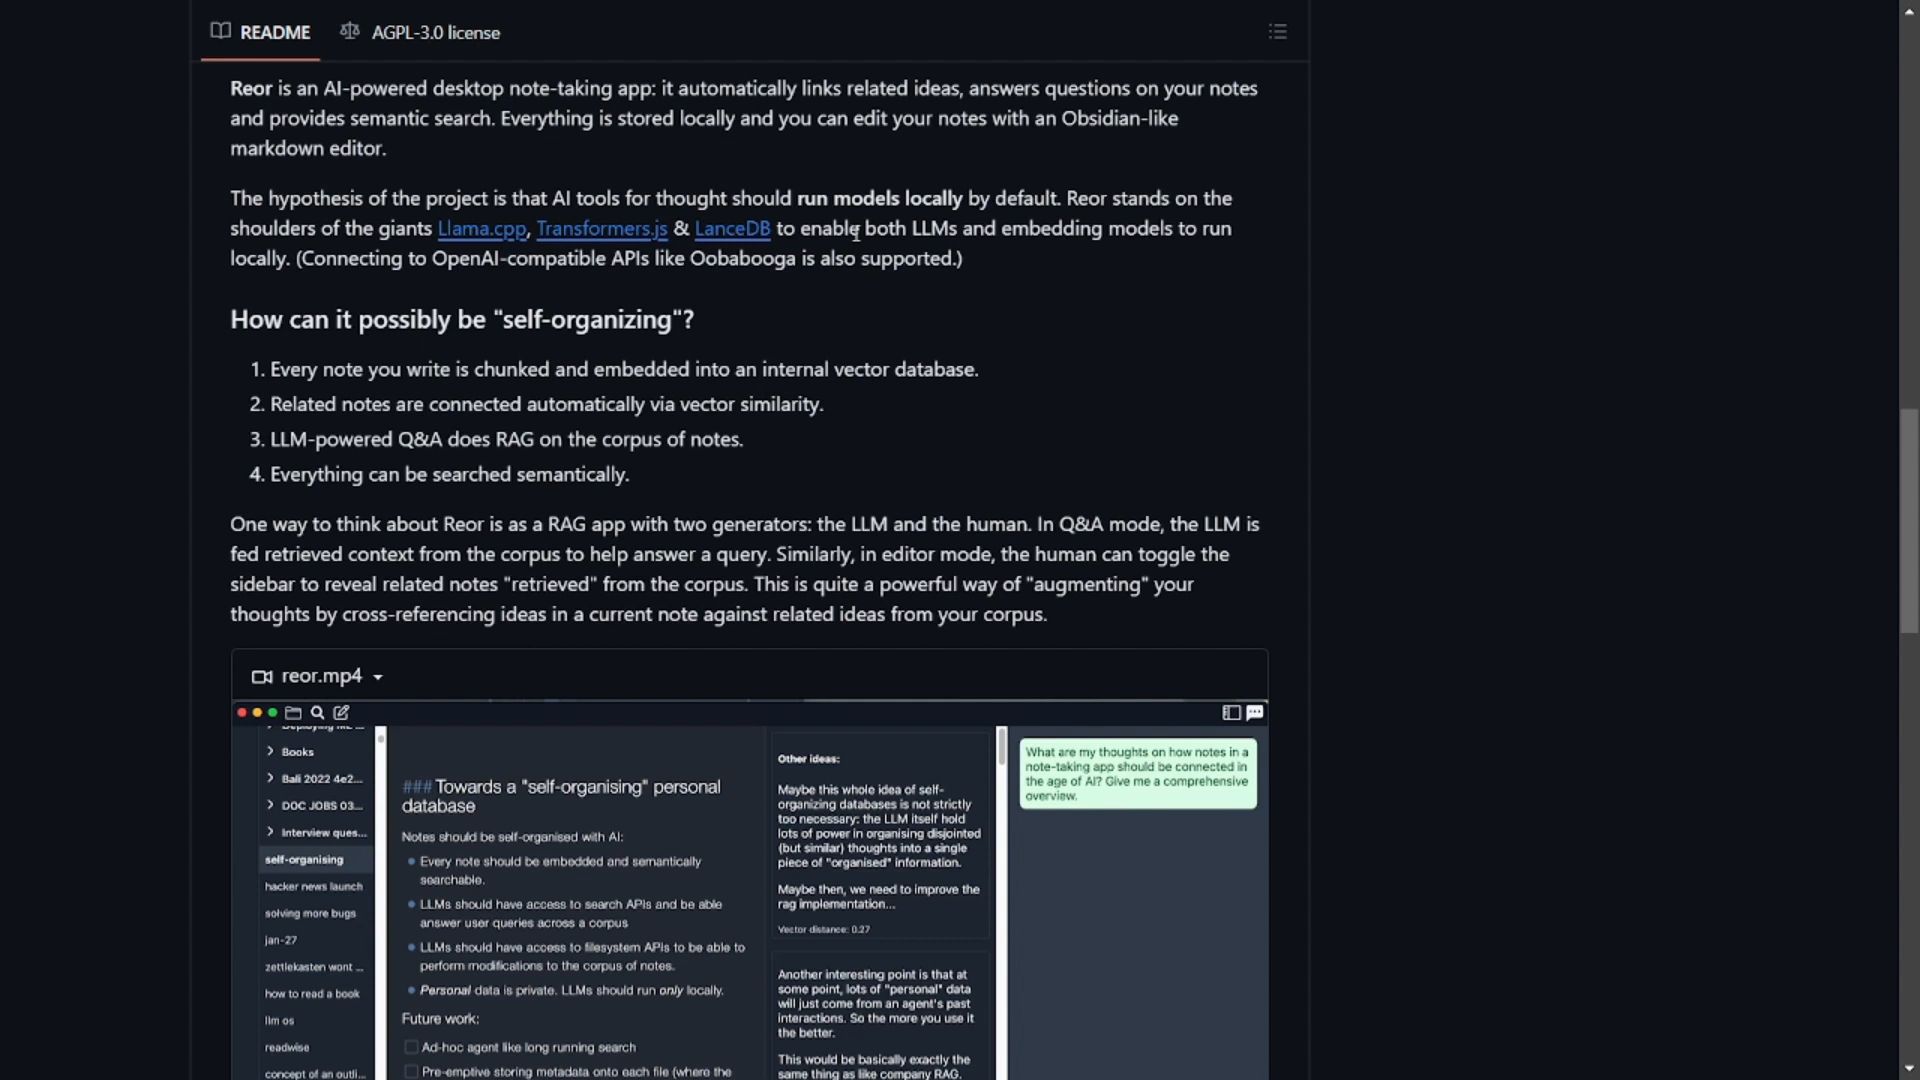 README
AGPL-3.0 license
Reor is an AI-powered desktop note-taking app: it automatically links related ideas, answers questions on your notes
and provides semantic search. Everything is stored locally and you can edit your notes with an Obsidian-like
markdown editor.
The hypothesis of the project is that AI tools for thought should run models locally by default. Reor stands on the
shoulders of the giants Llama.cpp, Transformers.js & LanceDB to enable both LLMs and embedding models to run
locally. (Connecting to OpenAI-compatible APIs like Oobabooga is also supported.)
How can it possibly be "self-organizing"?
1. Every note you write is chunked and embedded into an internal vector database.
2. Related notes are connected automatically via vector similarity.
3. LLM-powered Q&A does RAG on the corpus of notes.
4. Everything can be searched semantically.
One way to think about Reor is as a RAG app with two generators: the LLM and the human. In Q&A mode, the LLM is
fed retrieved context from the corpus to help answer a query. Similarly, in editor mode, the human can toggle the
sidebar to reveal related notes "retrieved" from the corpus. This is quite a powerful way of "augmenting" your
thoughts by cross-referencing ideas in a current note against related ideas from your corpus.
reor.mp4
Books
Bali 2022 4e2...
DOC JOBS 03...
Interview ques...
self-organising
hacker news launch
solving more bugs
jan-27
zettlekasten wont ...
how to read a book
llm os
readwise
concept of an outli...
### Towards a "self-organising" personal
database
Notes should be self-organised with AI:
Every note should be embedded and semantically
searchable.
LLMs should have access to search APIs and be able
answer user queries across a corpus
LLMs should have access to filesystem APIs to be able to
perform modifications to the corpus of notes.
Personal data is private. LLMs should run only locally.
Future work:
Ad-hoc agent like long running search
Pre-emptive storing metadata onto each file (where the
Other ideas:
Maybe this whole idea of self-
organizing databases is not strictly
too necessary: the LLM itself hold
lots of power in organising disjointed
(but similar) thoughts into a single
piece of "organised" information.
Maybe then, we need to improve the
rag implementation...
Vector distance: 0.27
Another interesting point is that at
some point, lots of "personal" data
will just come from an agent's past
interactions. So the more you use it
the better.
This would be basically exactly the
same thing as like company RAG.
What are my thoughts on how notes in a
note-taking app should be connected in
the age of AI? Give me a comprehensive
overview.